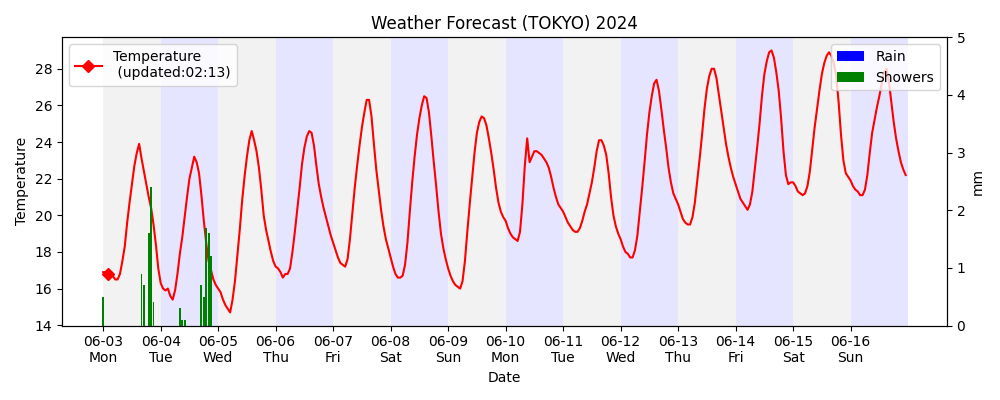 Weather Forecast (TOKYO) 2024
Temperature
(updated:02:13)
Rain
Showers
Temperature
28
26
24
22
20
18
16
14
5
4
3
2
1
0
mm
06-03 06-04 06-05 06-06 06-07 06-08 06-09 06-10 06-11 06-12 06-13 06-14 06-15 06-16
Mon Tue Wed Thu Fri Sat Sun Mon Tue Wed Thu Fri Sat Sun
Date